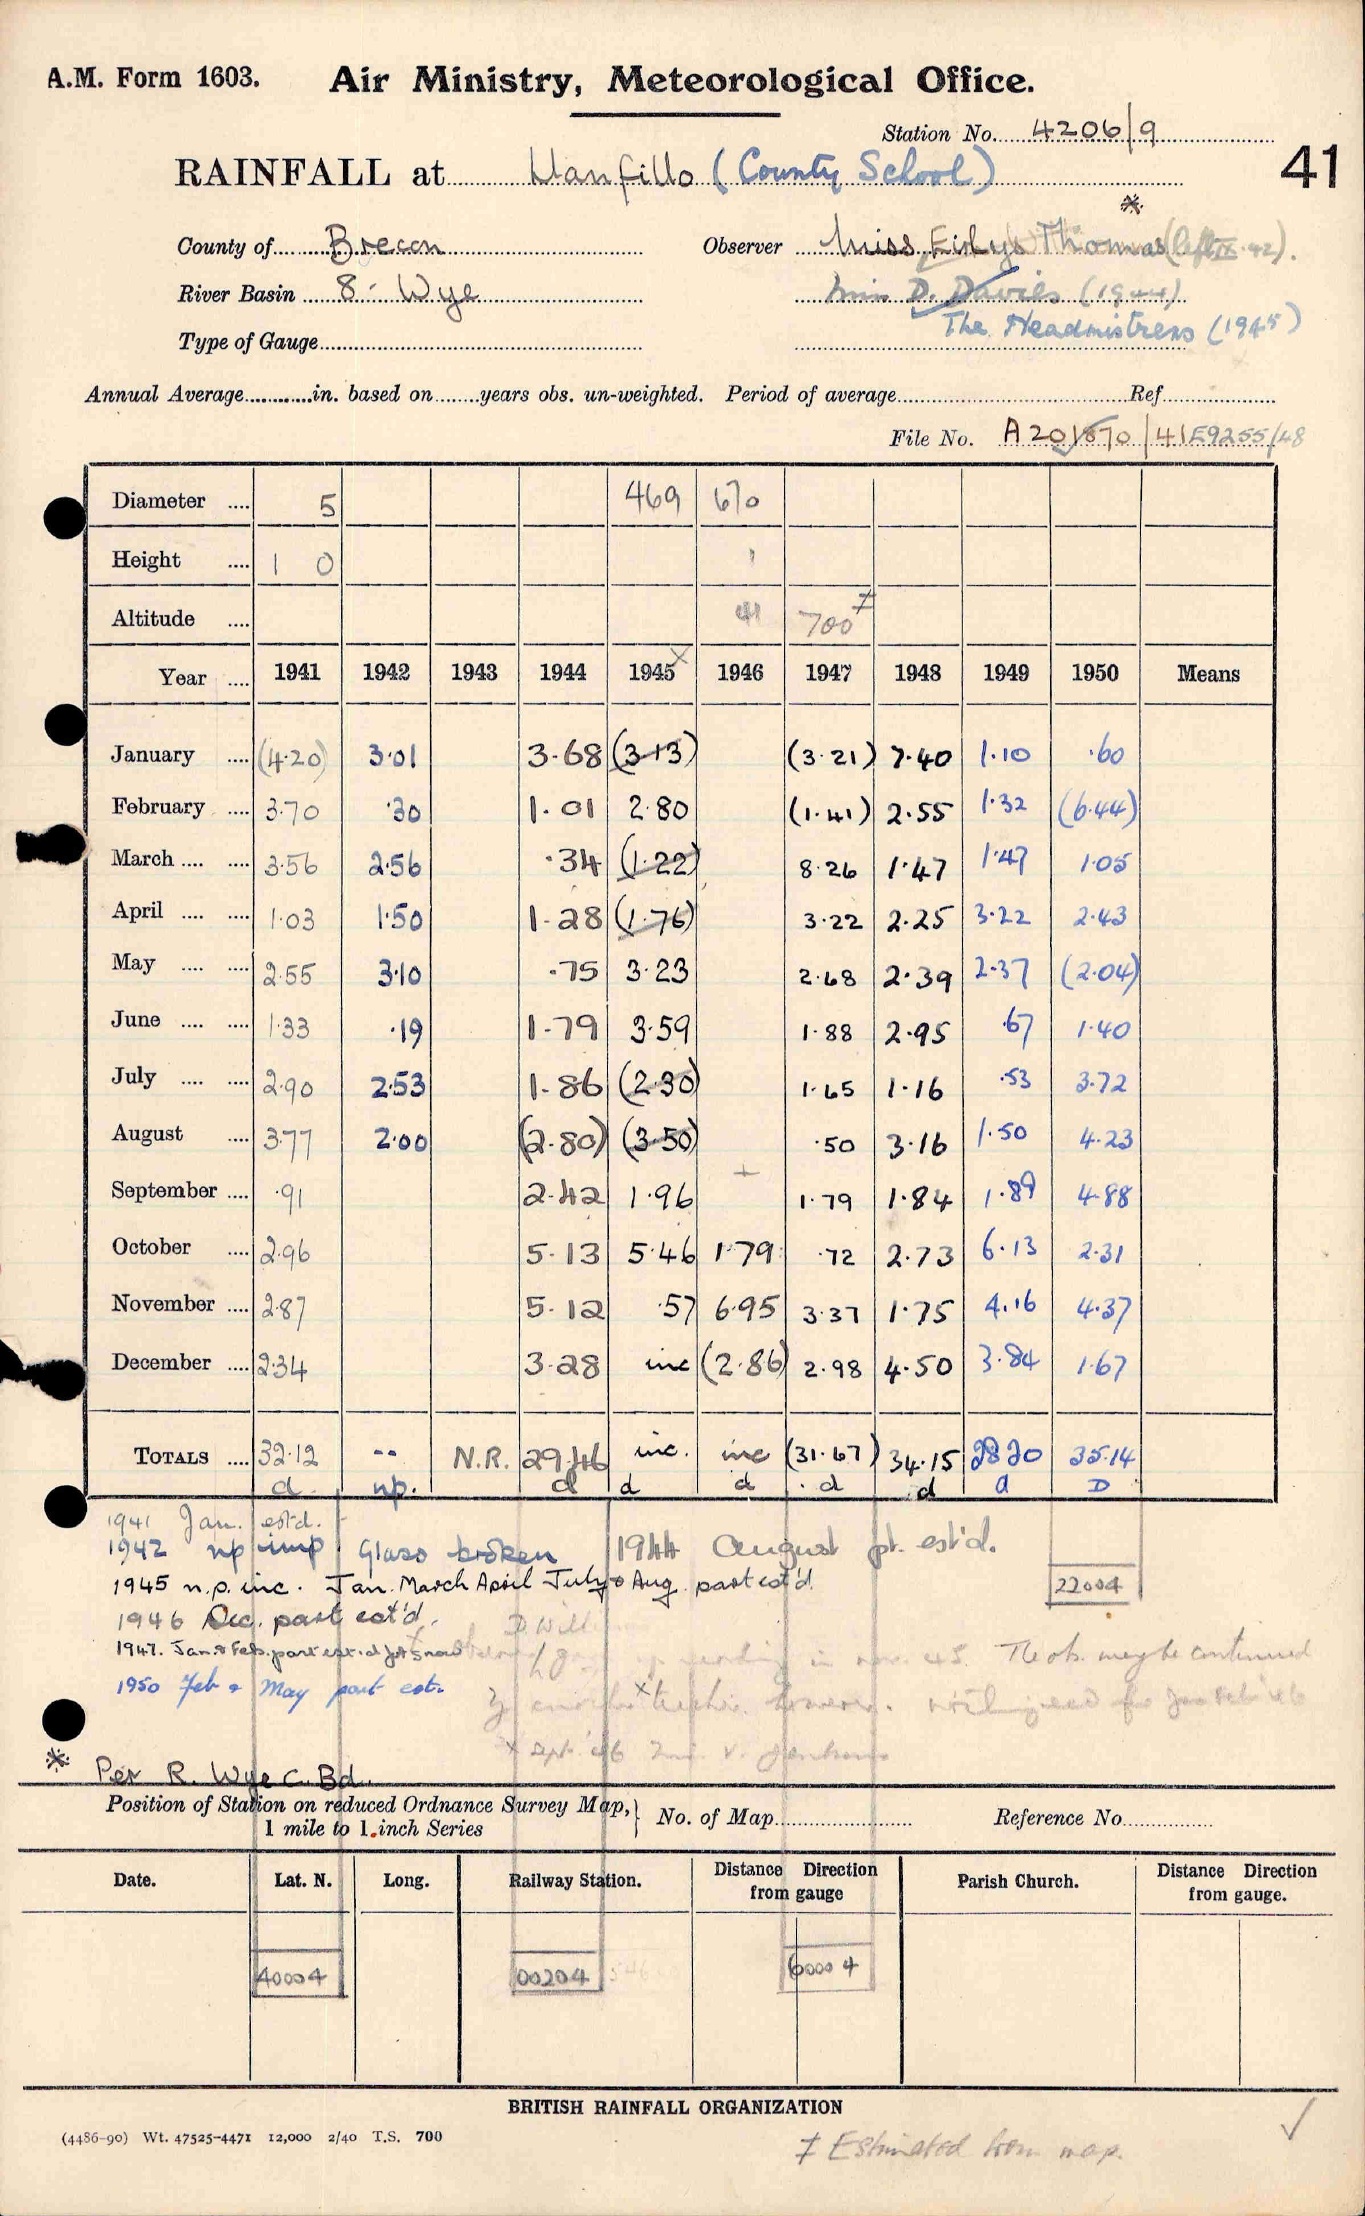 A.M. Form 1603. Air Ministry, Meteorological Office.
Station No. 4206/9
41
RAINFALL at Llanfillo (County School)
*
County of Brecon Observer Miss Eirlys Thomas (left IX.42).
River Basin 8. Wye Miss D. Davies (1944)
The Headmistress (1945)
Type of Gauge
Annual Average in. based on years obs. un-weighted. Period of average Ref.
File No. A201870/41 E9255/48
Diameter 5 469 670
Height 1 0
Altitude 41 700 ‡
Year 1941 1942 1943 1944 1945 x 1946 1947 1948 1949 1950 Means
January (4.20) 3.01 3.68 (3.13) (3.21) 7.40 1.10 .60
February 3.70 .30 1.01 2.80 (1.41) 2.55 1.32 (6.44)
March 3.56 2.56 .34 (1.22) 8.26 1.47 1.47 1.05
April 1.03 1.50 1.28 (1.76) 3.22 2.25 3.22 2.43
May 2.55 3.10 .75 3.23 2.68 2.39 2.37 (2.04)
June 1.33 .19 1.79 3.59 1.88 2.95 .67 1.40
July 2.90 2.53 1.86 (2.30) 1.65 1.16 .53 3.72
August 3.77 2.00 (2.80) (3.50) .50 3.16 1.50 4.23
September .91 2.42 1.96 + 1.79 1.84 1.89 4.88
October 2.96 5.13 5.46 1.79 .72 2.73 6.13 2.31
November 2.87 5.12 .57 6.95 3.37 1.75 4.16 4.37
December 2.34 3.28 inc (2.86) 2.98 4.50 3.84 1.67
TOTALS 32.12 -- N.R. 29.46 inc. inc (31.67) 34.15 28.20 35.14
d. np. d d d d d d D
1941 Jan. est'd.
1942 np imp. Glass broken 1944 August pt. est'd.
1945 n.p. inc. Jan. March April July & Aug. part est'd. 22004
1946 Dec. part est'd.
1947. Jan. & Feb. part est'd for snow
in nov. 45. The obs. may be continued
1950 Feb & May part est.
by another teacher however. for Jan Feb '46
x Sept. '46 V. Jenkins
* Per R. Wye C. Bd.
Position of Station on reduced Ordnance Survey Map, } No. of Map Reference No.
1 mile to 1 inch Series
Date. Lat. N. Long. Railway Station. Distance Direction from gauge Parish Church. Distance Direction from gauge.
40004 00204 60004
BRITISH RAINFALL ORGANIZATION
(4486-90) Wt. 47525-4471 12,000 2/40 T.S. 700
‡ Estimated from map.